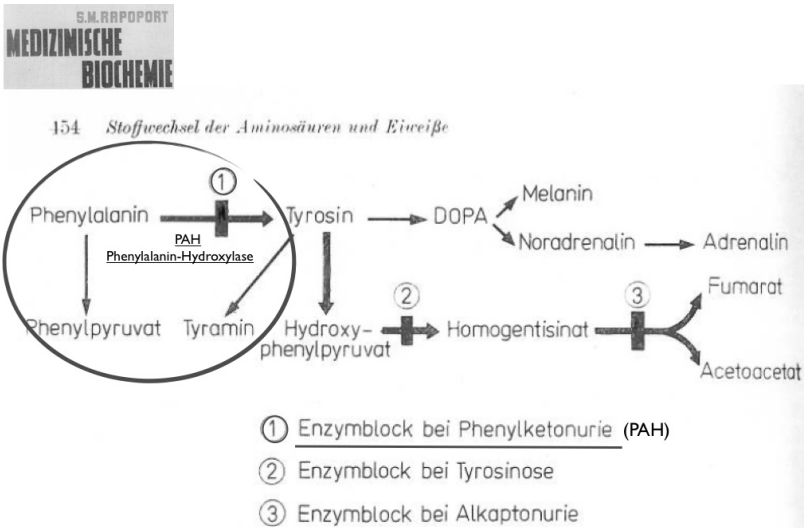 S.M.RAPOPORT
MEDIZINISCHE
BIOCHEMIE
454 Stoffwechsel der Aminosäuren und Eiweiße
1
Phenylalanin
Tyrosin
DOPA
Melanin
Noradrenalin
Adrenalin
PAH
Phenylalanin-Hydroxylase
2
3
Fumarat
Phenylpyruvat
Tyramin
Hydroxy-
phenylpyruvat
Homogentisinat
Acetoacetat
1 Enzymblock bei Phenylketonurie (PAH)
2 Enzymblock bei Tyrosinose
3 Enzymblock bei Alkaptonurie